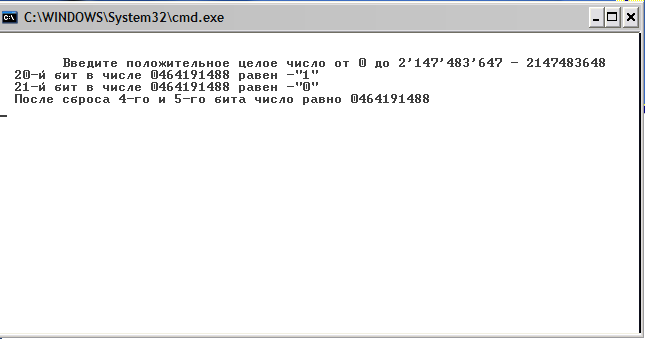 C:\WINDOWS\System32\cmd.exe
Введите положительное целое число от 0 до 2'147'483'647 - 2147483648
20-й бит в числе 0464191488 равен -"1"
21-й бит в числе 0464191488 равен -"0"
После сброса 4-го и 5-го бита число равно 0464191488